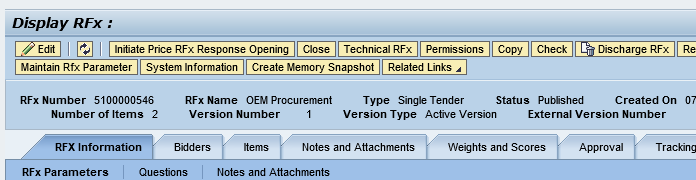 Display RFx :
Edit Initiate Price RFx Response Opening Close Technical RFx Permissions Copy Check Discharge RFx Re
Maintain Rfx Parameter System Information Create Memory Snapshot Related Links
RFx Number 5100000546 RFx Name OEM Procurement Type Single Tender Status Published Created On 07
Number of Items 2 Version Number 1 Version Type Active Version External Version Number
RFX Information Bidders Items Notes and Attachments Weights and Scores Approval Tracking
RFx Parameters Questions Notes and Attachments